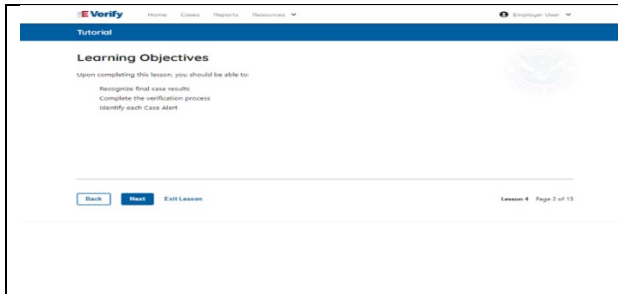 E-Verify Home Cases Reports Resources Employer User
Tutorial
Learning Objectives
Upon completing this lesson, you should be able to:
Recognize final case results
Complete the verification process
Identify each Case Alert
Back Next Exit Lesson Lesson 4 Page 2 of 13